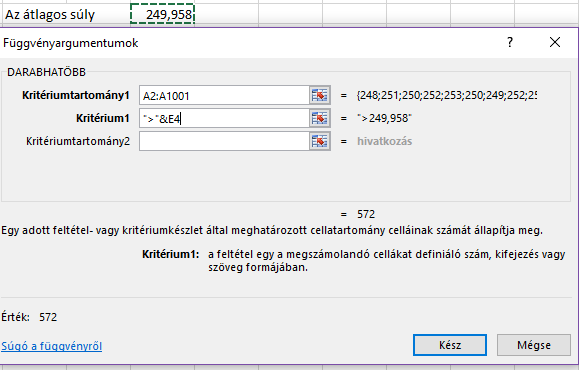 Az átlagos súly 249,958
Függvényargumentumok ? ×
DARABHATÖBB
Kritériumtartomány1 A2:A1001 = {248;251;250;252;253;250;249;252;25
Kritérium1 ">"&E4 = ">249,958"
Kritériumtartomány2 = hivatkozás
= 572
Egy adott feltétel- vagy kritériumkészlet által meghatározott cellatartomány celláinak számát állapítja meg.
Kritérium1: a feltétel egy a megszámolandó cellákat definiáló szám, kifejezés vagy
szöveg formájában.
Érték: 572
Súgó a függvényről Kész Mégse